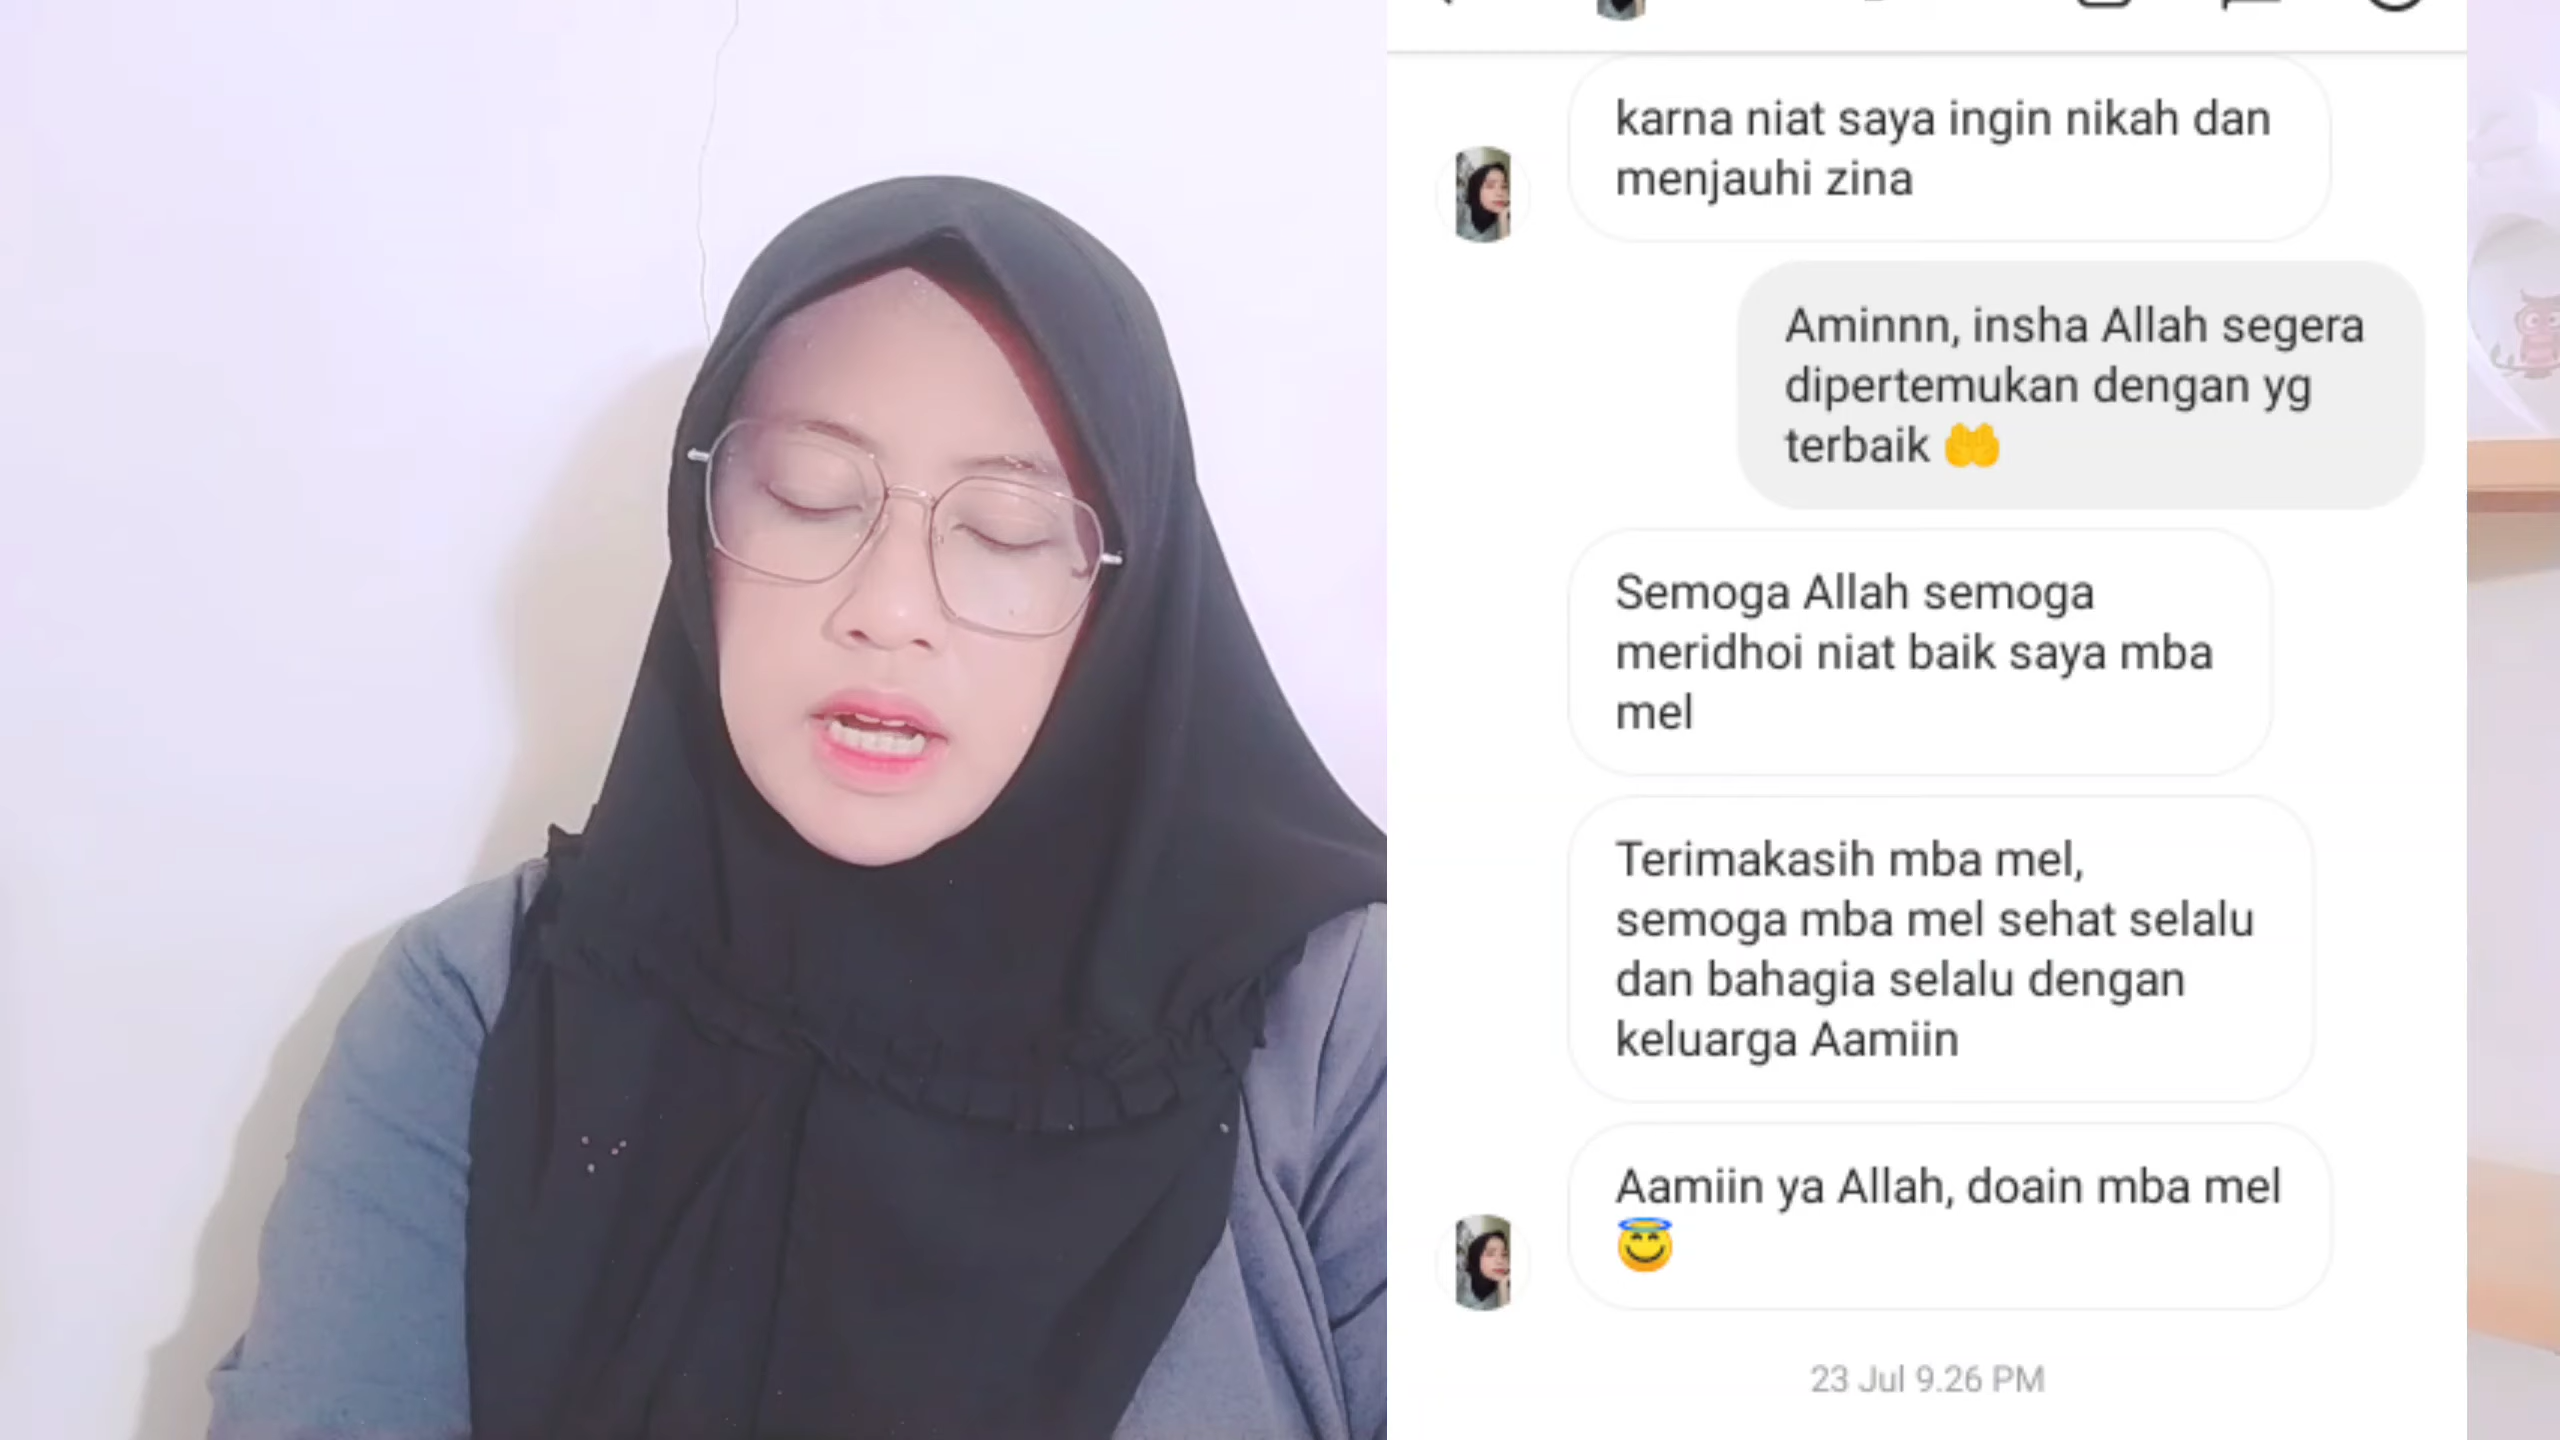 karna niat saya ingin nikah dan
menjauhi zina
Aminnn, insha Allah segera
dipertemukan dengan yg
terbaik 🤲
Semoga Allah semoga
meridhoi niat baik saya mba
mel
Terimakasih mba mel,
semoga mba mel sehat selalu
dan bahagia selalu dengan
keluarga Aamiin
Aamiin ya Allah, doain mba mel
😇
23 Jul 9.26 PM